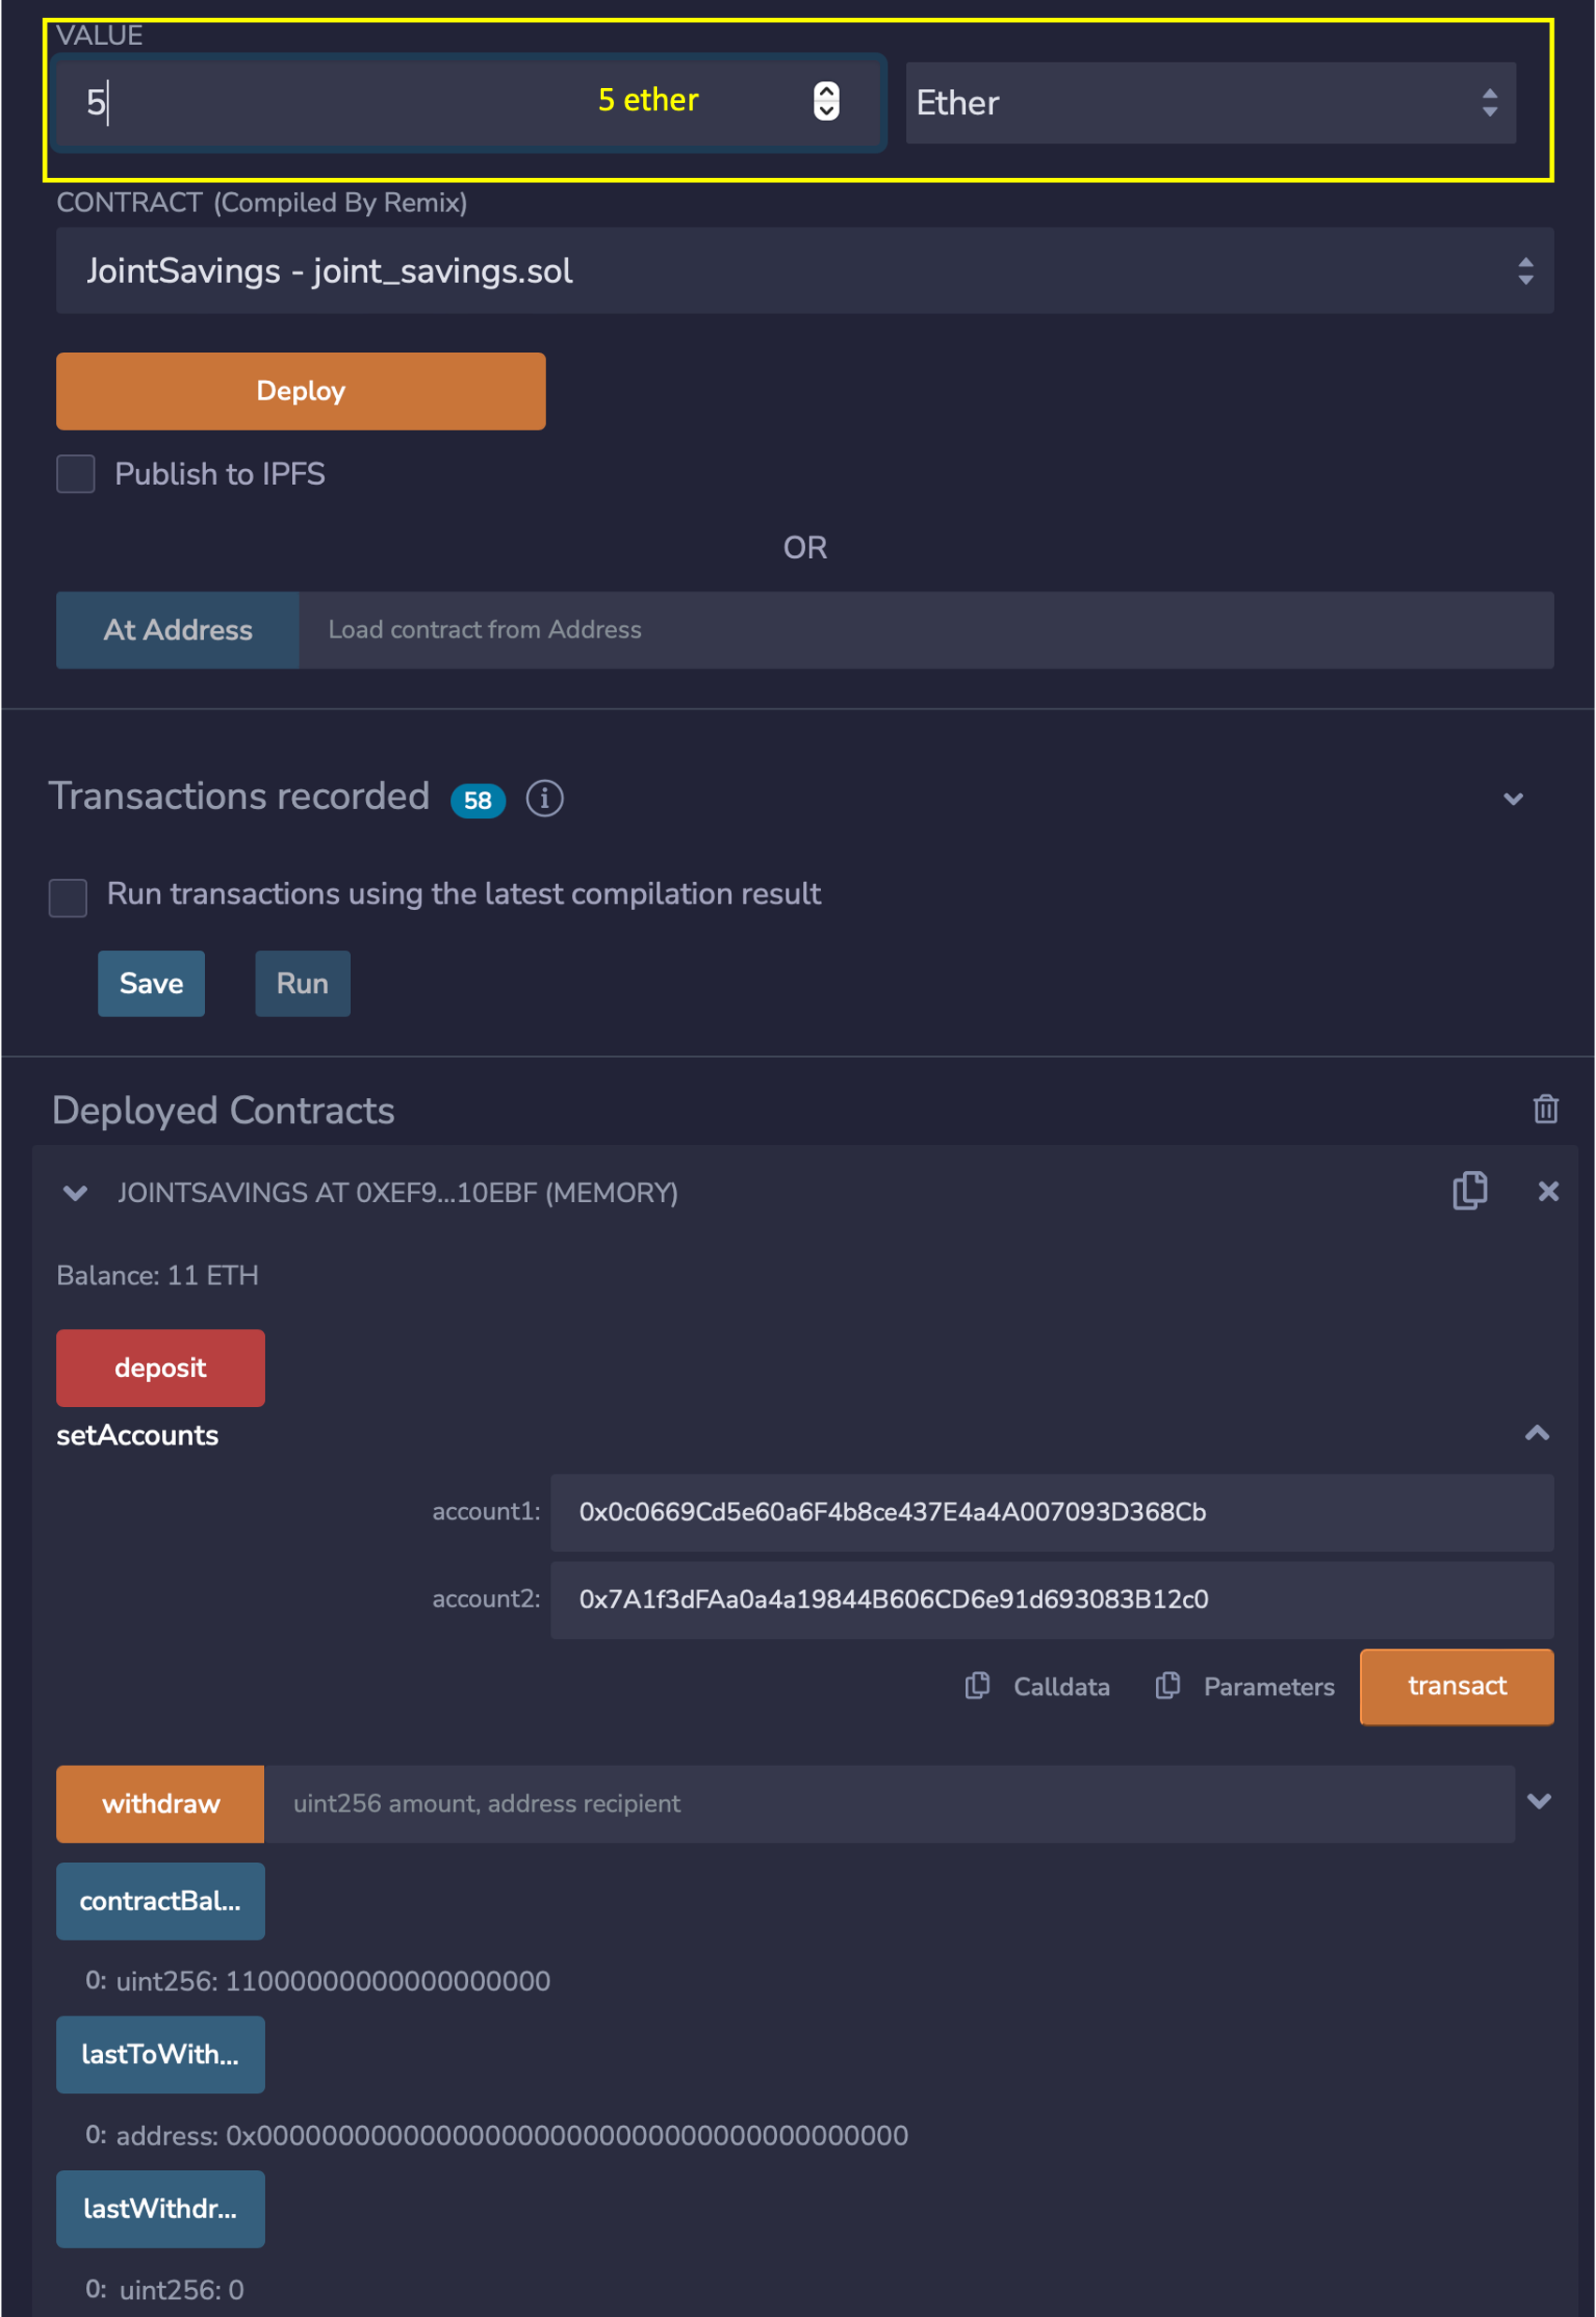 VALUE
5 5 ether Ether
CONTRACT (Compiled By Remix)
JointSavings - joint_savings.sol
Deploy
Publish to IPFS
OR
At Address Load contract from Address
Transactions recorded 58
Run transactions using the latest compilation result
Save Run
Deployed Contracts
JOINTSAVINGS AT 0XEF9...10EBF (MEMORY)
Balance: 11 ETH
deposit
setAccounts
account1: 0x0c0669Cd5e60a6F4b8ce437E4a4A007093D368Cb
account2: 0x7A1f3dFAa0a4a19844B606CD6e91d693083B12c0
Calldata Parameters transact
withdraw uint256 amount, address recipient
contractBal...
0: uint256: 11000000000000000000
lastToWith...
0: address: 0x0000000000000000000000000000000000000000
lastWithdr...
0: uint256: 0